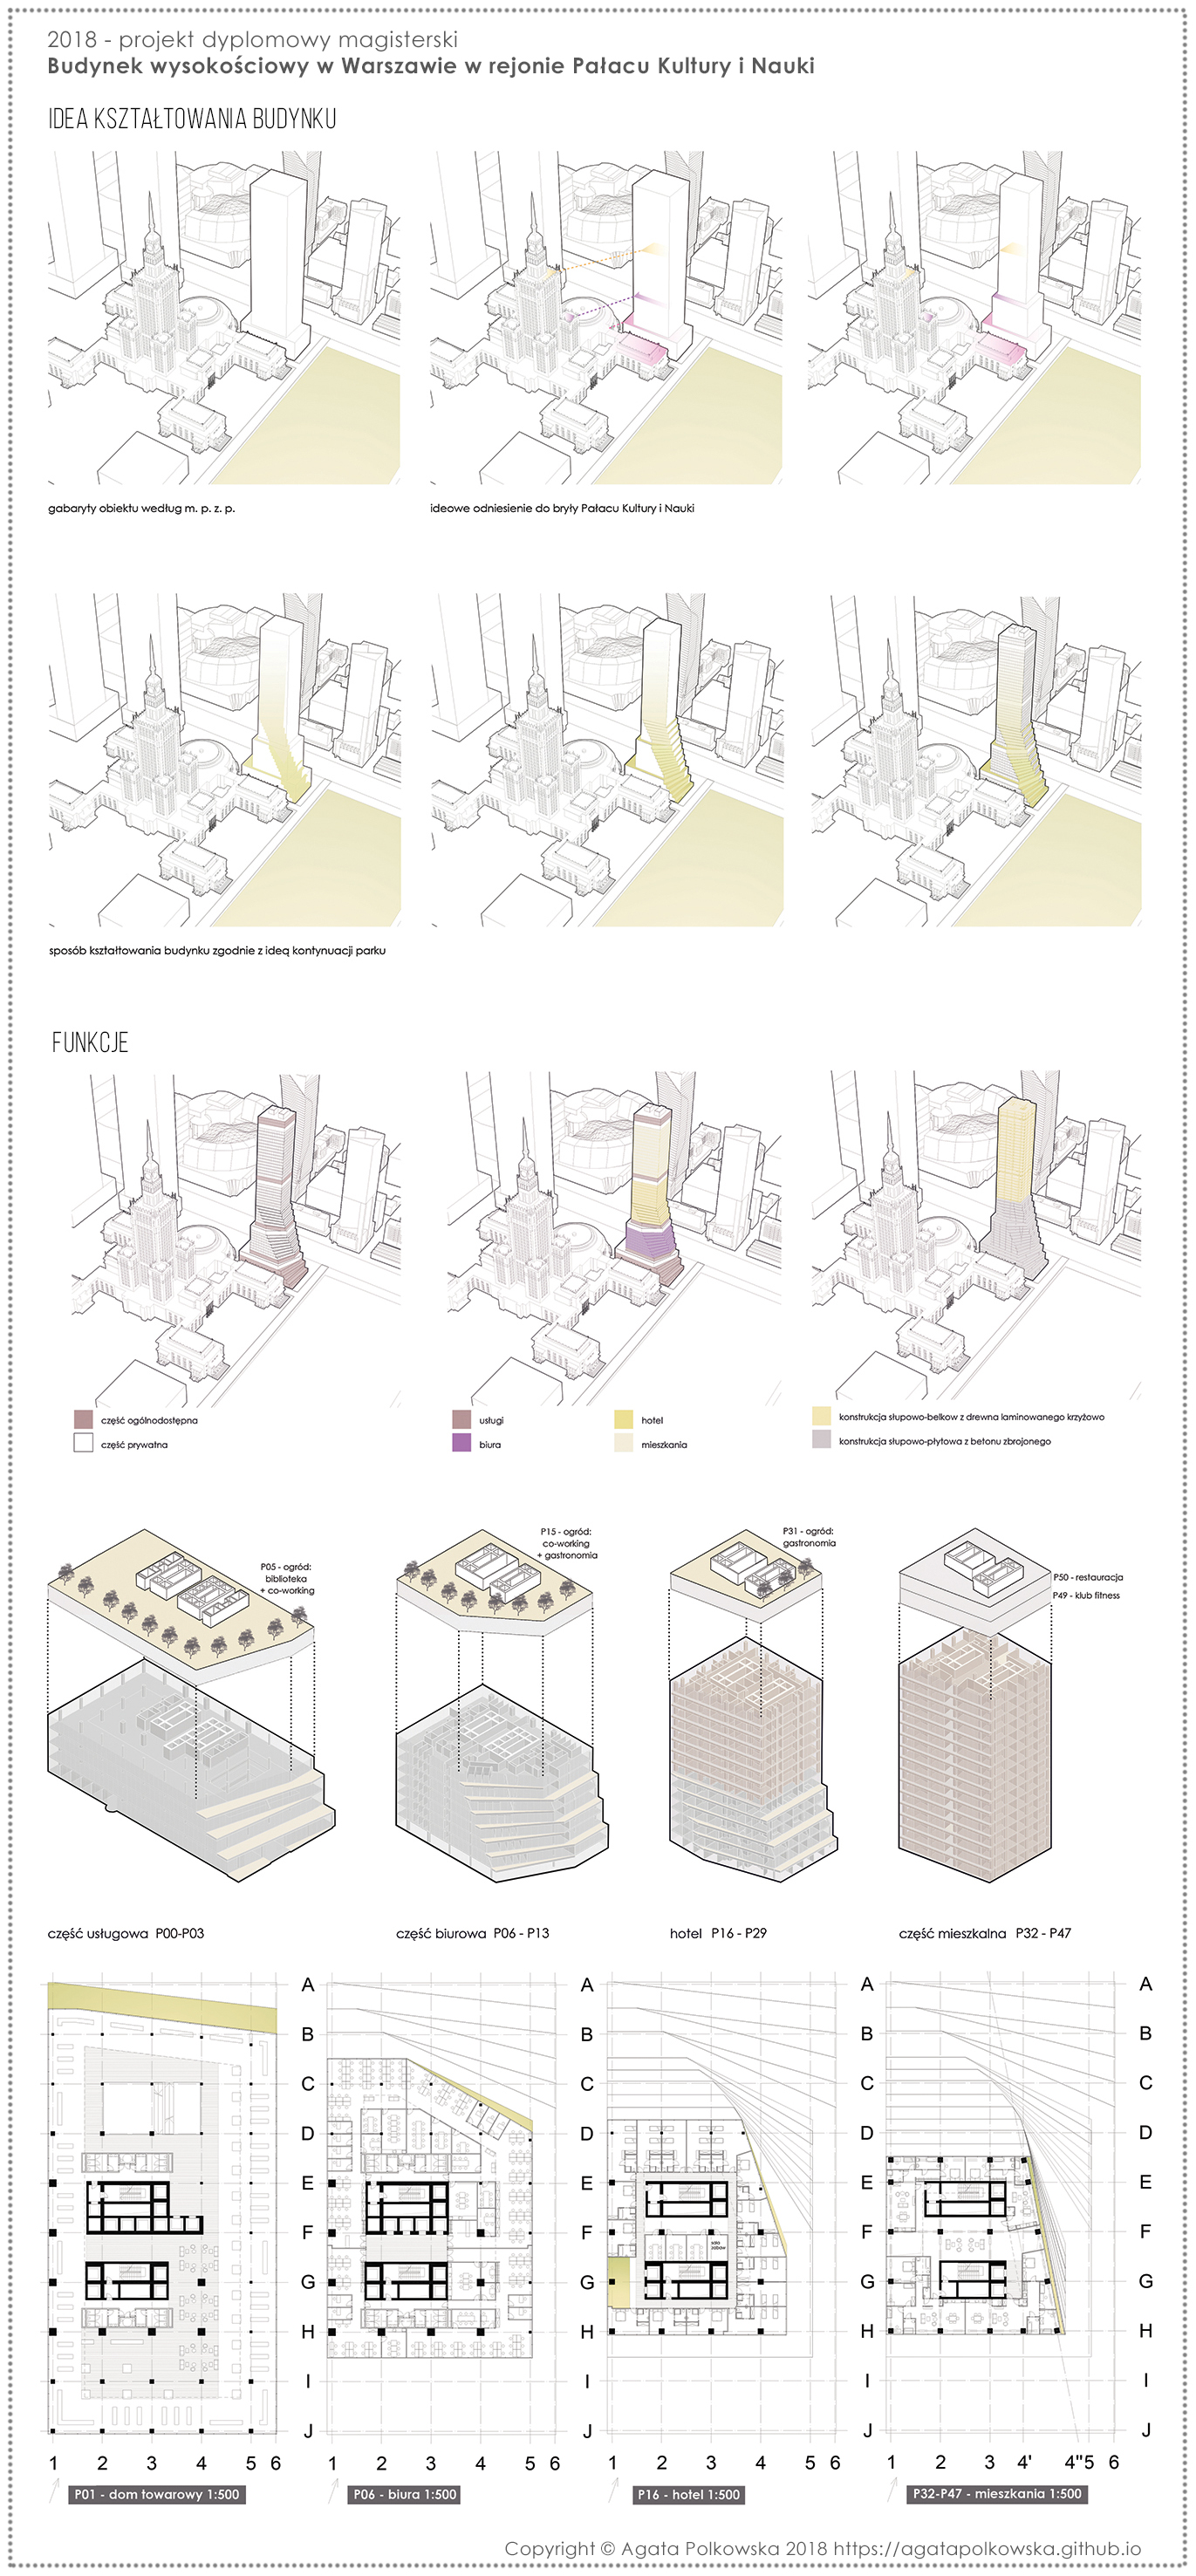 2018 - projekt dyplomowy magisterski
Budynek wysokościowy w Warszawie w rejonie Pałacu Kultury i Nauki
IDEA KSZTAŁTOWANIA BUDYNKU
gabaryty obiektu według m. p. z. p.
ideowe odniesienie do bryły Pałacu Kultury i Nauki
sposób kształtowania budynku zgodnie z ideą kontynuacji parku
FUNKCJE
część ogólnodostępna
część prywatna
usługi
biura
hotel
mieszkania
konstrukcja słupowo-belkow z drewna laminowanego krzyżowo
konstrukcja słupowo-płytowa z betonu zbrojonego
P05 - ogród:
biblioteka
+ co-working
P15 - ogród:
co-working
+ gastronomia
P31 - ogród:
gastronomia
P50 - restauracja
P49 - klub fitness
część usługowa P00-P03
część biurowa P06 - P13
hotel P16 - P29
część mieszkalna P32 - P47
A
B
C
D
E
F
G
H
I
J
1 2 3 4 5 6
P01 - dom towarowy 1:500
A
B
C
D
E
F
G
H
I
J
1 2 3 4 5 6
P06 - biura 1:500
A
B
C
D
E
F
G
H
I
J
1 2 3 4 5 6
P16 - hotel 1:500
A
B
C
D
E
F
G
H
I
J
1 2 3 4' 4"5 6
P32-P47 - mieszkania 1:500
Copyright © Agata Polkowska 2018 https://agatapolkowska.github.io